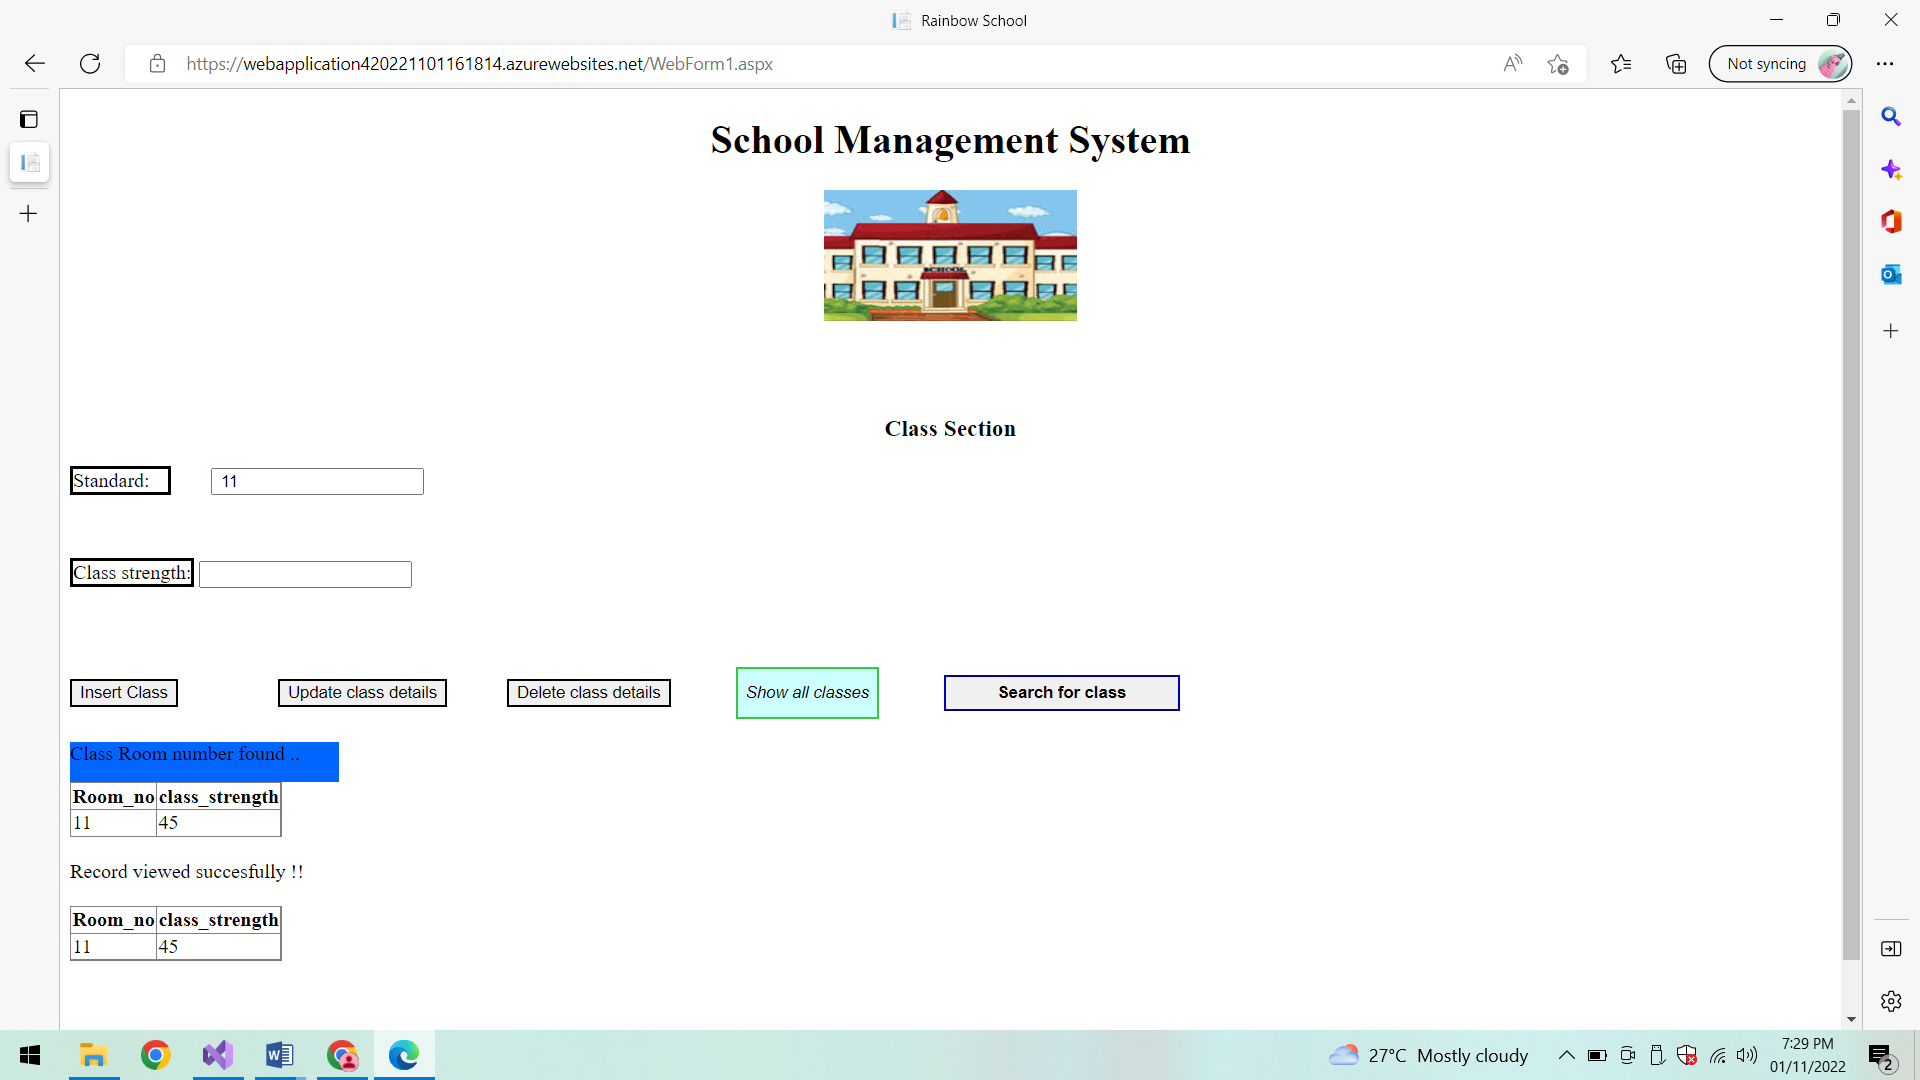 Rainbow School
https://webapplication420221101161814.azurewebsites.net/WebForm1.aspx
Not syncing
School Management System
SCHOOL
Class Section
Standard: 11
Class strength:
Insert Class Update class details Delete class details Show all classes Search for class
Class Room number found ..
Room_no class_strength
11 45
Record viewed succesfully !!
Room_no class_strength
11 45
27°C Mostly cloudy
7:29 PM
01/11/2022
2